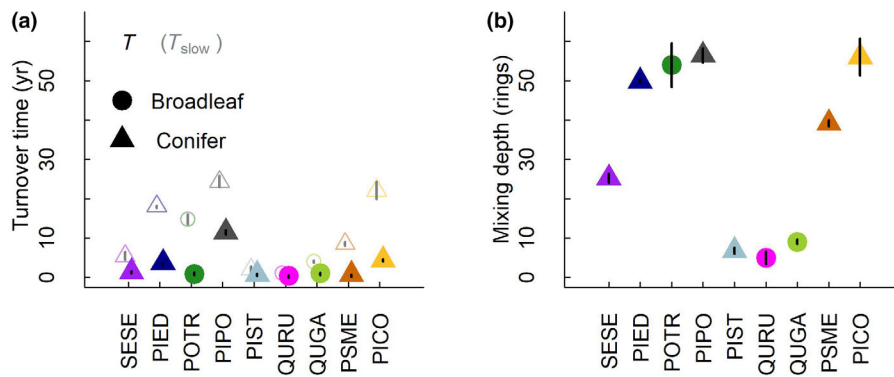 (a)
T (Tslow)
Broadleaf
Conifer
Turnover time (yr)
50
30
10
0
SESE
PIED
POTR
PIPO
PIST
QURU
QUGA
PSME
PICO
(b)
Mixing depth (rings)
50
30
10
0
SESE
PIED
POTR
PIPO
PIST
QURU
QUGA
PSME
PICO